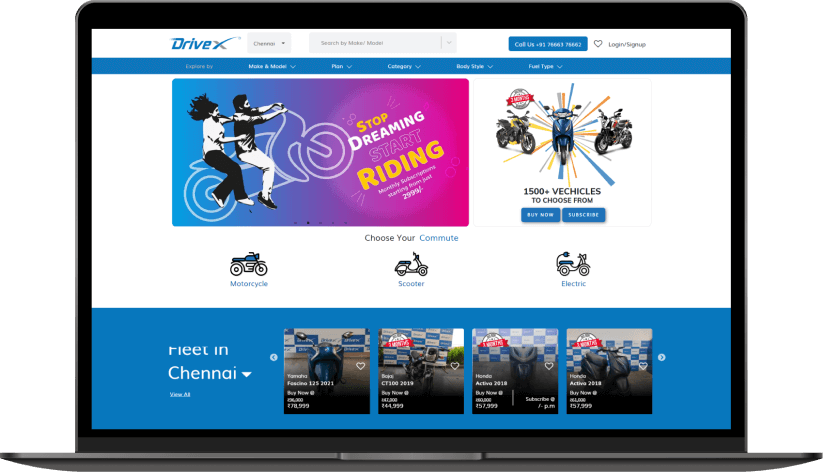 DriveX
Chennai
Search by Make/ Model
Call Us +91 76663 76662
Login/Signup
Explore by
Make & Model
Plan
Category
Body Style
Fuel Type
STOP
DREAMING
START
RIDING
Monthly Subscriptions
starting from just
2999/-
1500+ VECHICLES
TO CHOOSE FROM
BUY NOW
SUBSCRIBE
Choose Your Commute
Motorcycle
Scooter
Electric
Fleet in
Chennai
View All
Yamaha
Fascino 125 2021
Buy Now @
₹78,999
Bajaj
CT100 2019
Buy Now @
₹47,000
₹44,999
Honda
Activa 2018
Buy Now @
₹60,000
₹57,999
Subscribe @
/- p.m
Honda
Activa 2018
Buy Now @
₹57,999